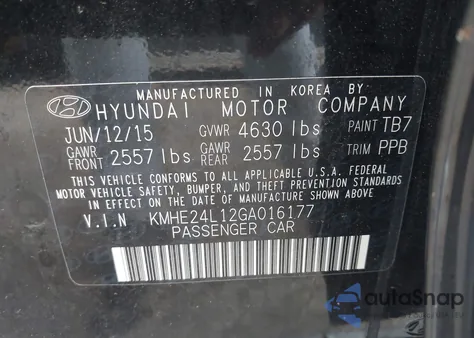 MANUFACTURED IN KOREA BY
HYUNDAI MOTOR COMPANY
JUN/12/15 GVWR 4630 lbs PAINT TB7
GAWR FRONT 2557 lbs GAWR REAR 2557 lbs TRIM PPB
THIS VEHICLE CONFORMS TO ALL APPLICABLE U.S.A FEDERAL
MOTOR VEHICLE SAFETY, BUMPER, AND THEFT PREVENTION STANDARDS
IN EFFECT ON THE DATE OF MANUFACTURE SHOWN ABOVE.
V.I.N KMHE24L12GA016177
PASSENGER CAR
autoSnap